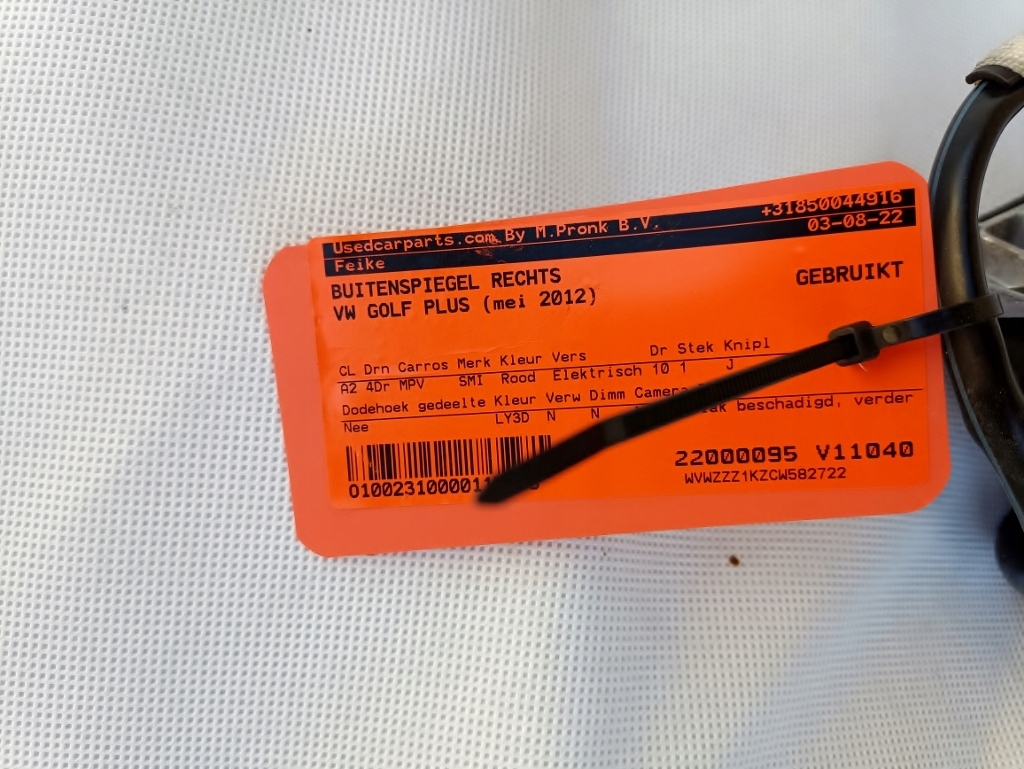 Usedcarparts.com By M.Pronk B.V. +31850044916
Feike 03-08-22
BUITENSPIEGEL RECHTS GEBRUIKT
VW GOLF PLUS (mei 2012)
CL Drn Carros Merk Kleur Vers Dr Stek Knipl
A2 4Dr MPV SMI Rood Elektrisch 10 1 J
Dodehoek gedeelte Kleur Verw Dimm Camera
Nee LY3D N N beschadigd, verder
22000095 V11040
WVWZZZ1KZCW582722